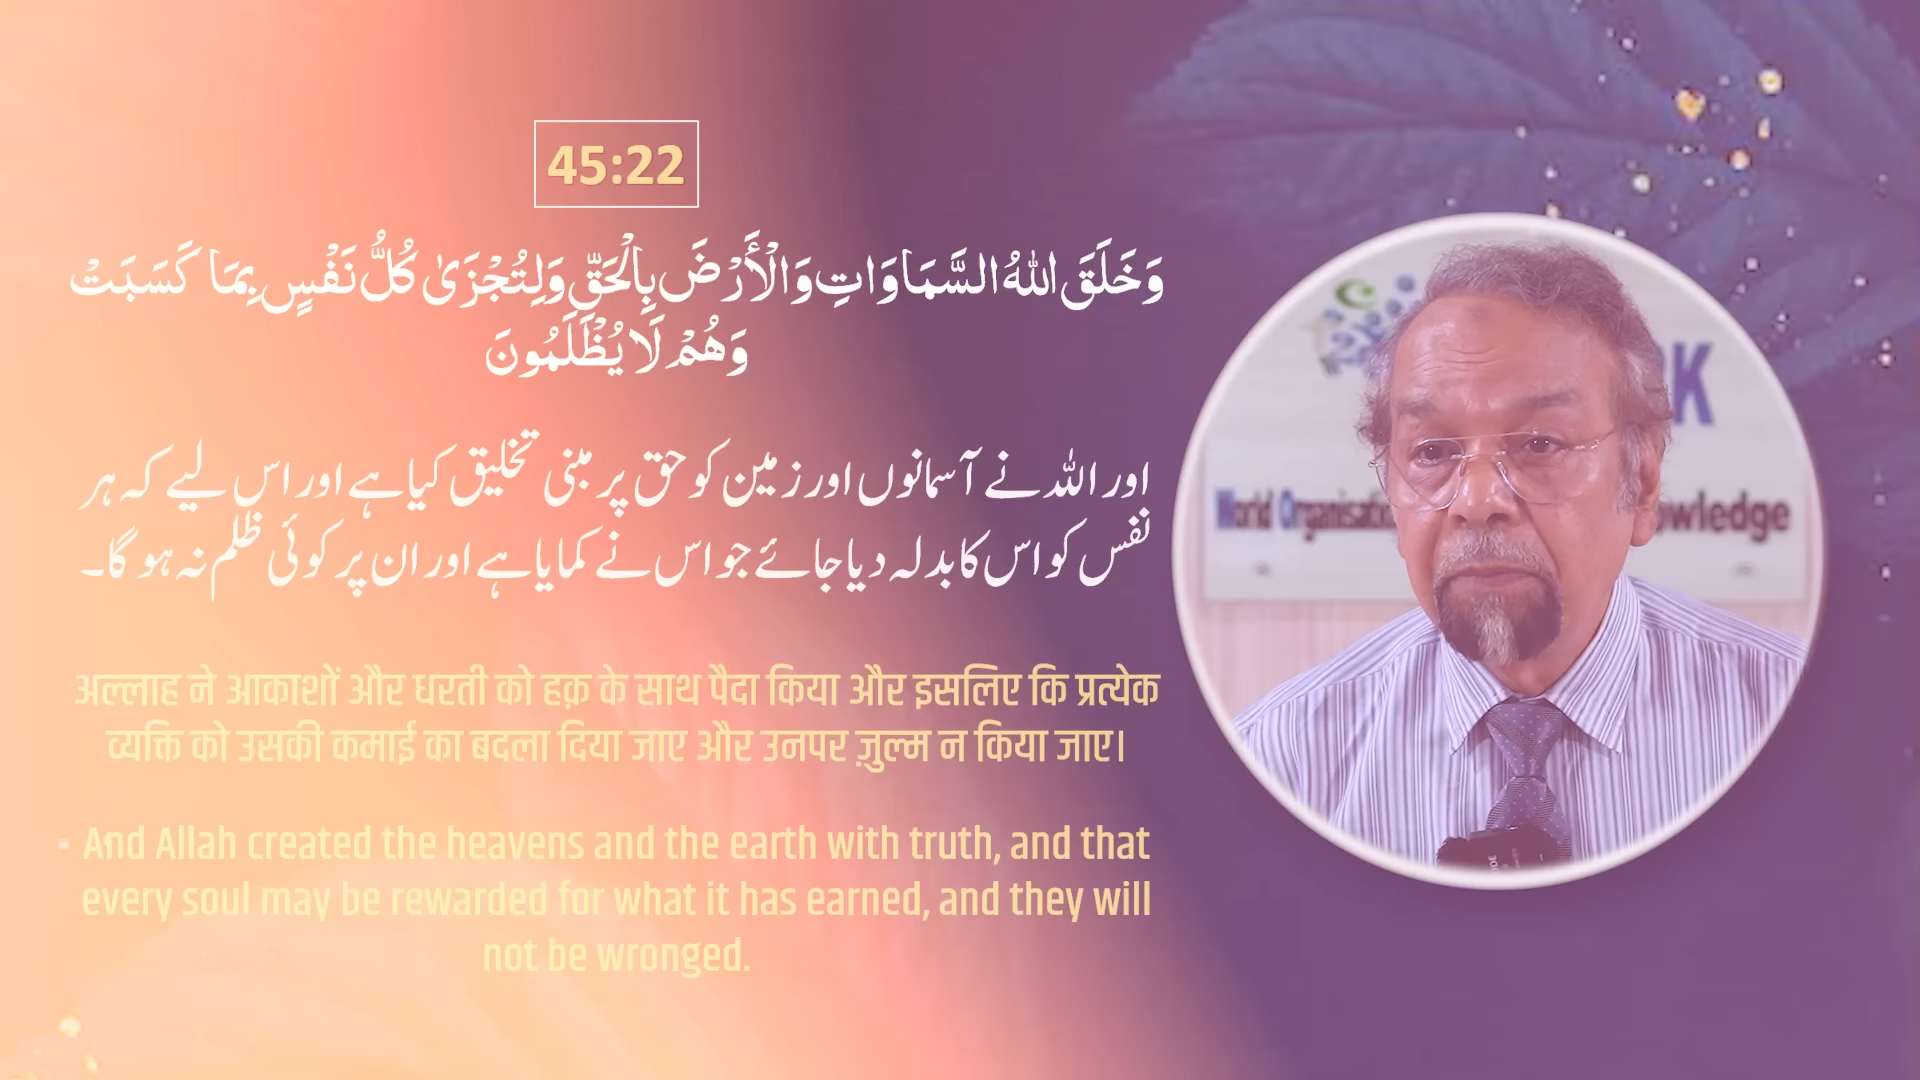 45:22
وَخَلَقَ اللَّهُ السَّمَاوَاتِ وَالْأَرْضَ بِالْحَقِّ وَلِتُجْزَىٰ كُلُّ نَفْسٍ بِمَا كَسَبَتْ
وَهُمْ لَا يُظْلَمُونَ
اور اللہ نے آسمانوں اور زمین کو حق پر مبنی تخلیق کیا ہے اور اس لیے کہ ہر
نفس کو اس کا بدلہ دیا جائے جو اس نے کمایا ہے اور ان پر کوئی ظلم نہ ہو گا۔
अल्लाह ने आकाशों और धरती को हक़ के साथ पैदा किया और इसलिए कि प्रत्येक
व्यक्ति को उसकी कमाई का बदला दिया जाए और उनपर ज़ुल्म न किया जाए।
And Allah created the heavens and the earth with truth, and that
every soul may be rewarded for what it has earned, and they will
not be wronged.
RK
World Organisatio owledge